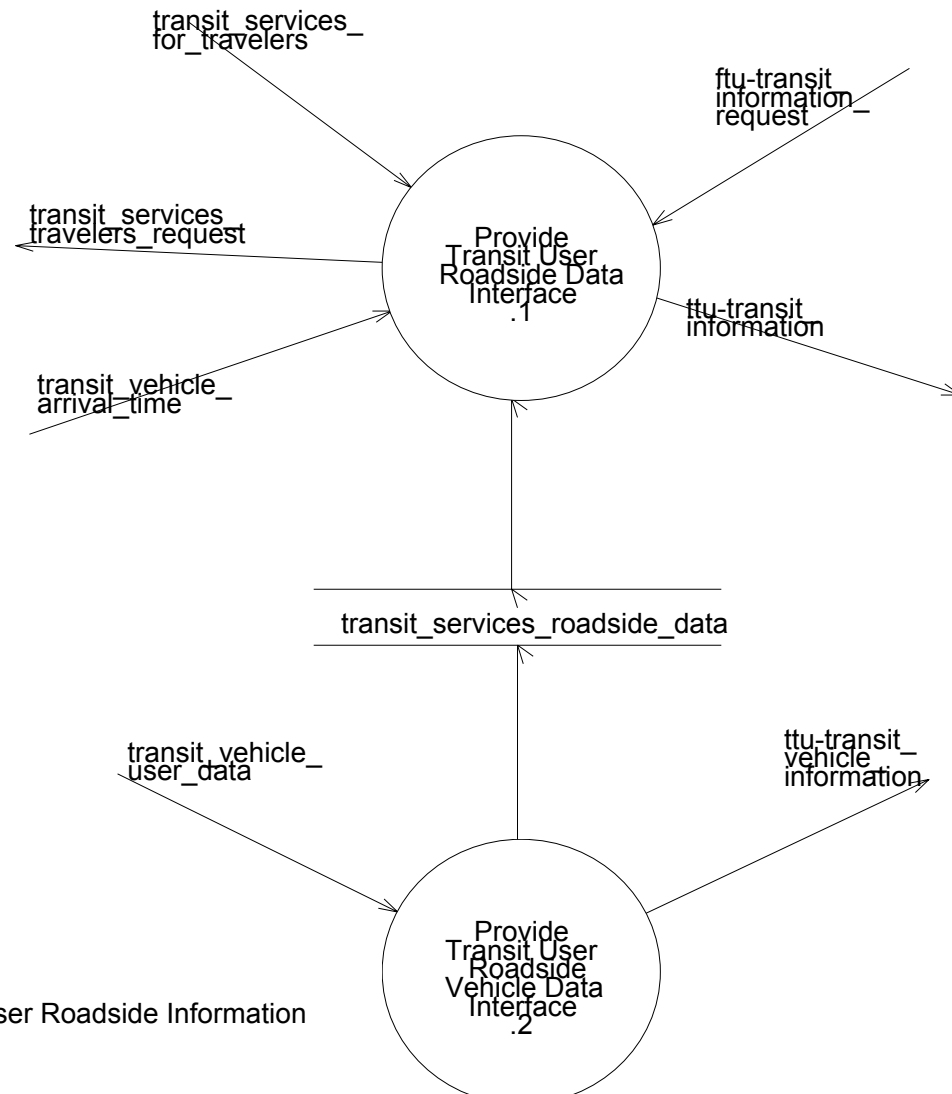 transit_services_
for_travelers
ftu-transit_
information_
request
transit_services_
travelers_request
Provide
Transit User
Roadside Data
Interface
.1
ttu-transit_
information
transit_vehicle_
arrival_time
transit_services_roadside_data
transit_vehicle_
user_data
ttu-transit_
vehicle_
information
Provide
Transit User
Roadside
Vehicle Data
Interface
.2
ser Roadside Information